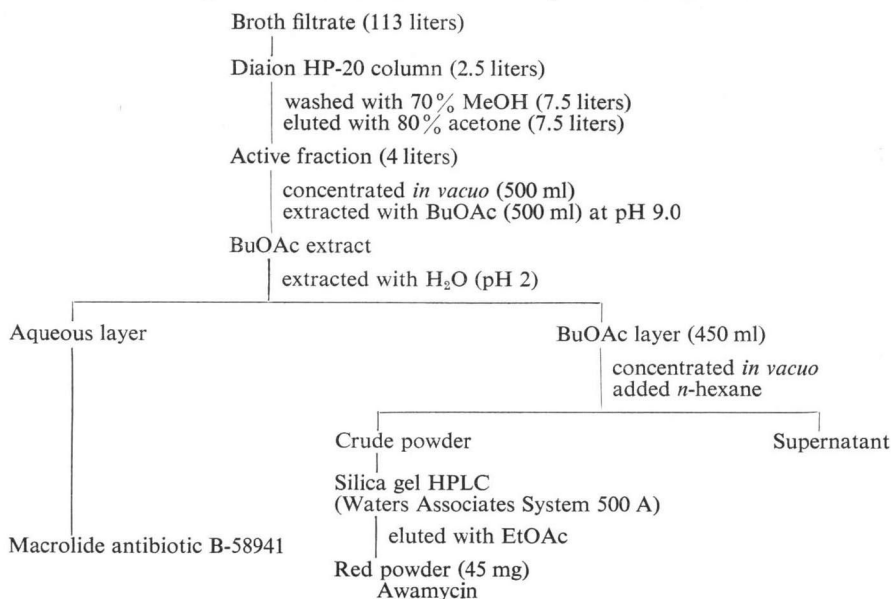 Broth filtrate (113 liters)
Diaion HP-20 column (2.5 liters)
washed with 70% MeOH (7.5 liters)
eluted with 80% acetone (7.5 liters)
Active fraction (4 liters)
concentrated in vacuo (500 ml)
extracted with BuOAc (500 ml) at pH 9.0
BuOAc extract
extracted with H₂O (pH 2)
Aqueous layer
BuOAc layer (450 ml)
concentrated in vacuo
added n-hexane
Crude powder
Supernatant
Silica gel HPLC
(Waters Associates System 500 A)
eluted with EtOAc
Macrolide antibiotic B-58941
Red powder (45 mg)
Awamycin